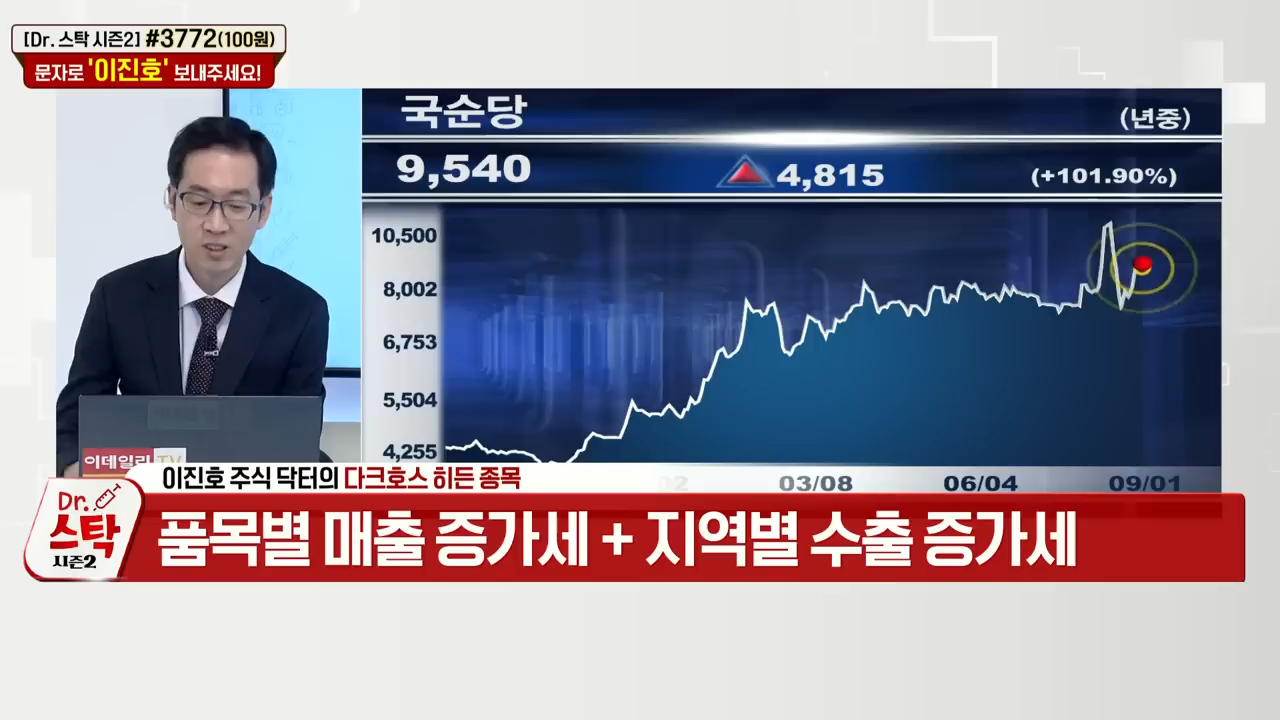 [Dr. 스탁 시즌2] #3772(100원)
문자로 '이진호' 보내주세요!
국순당
(년중)
9,540
4,815
(+101.90%)
10,500
8,002
6,753
5,504
4,255
02
03/08
06/04
09/01
이데일리 TV
이진호 주식 닥터의 다크호스 히든 종목
Dr.
스탁
시즌2
품목별 매출 증가세 + 지역별 수출 증가세